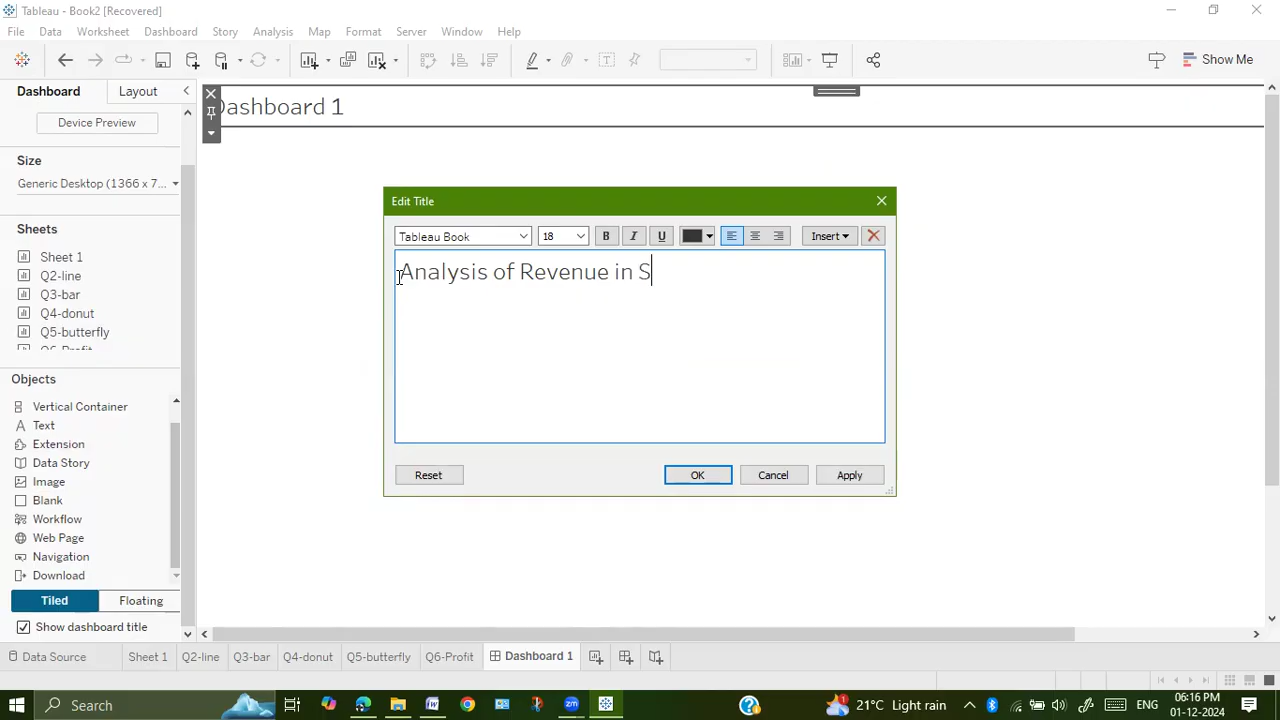 Tableau - Book2 [Recovered]
File Data Worksheet Dashboard Story Analysis Map Format Server Window Help
Show Me
Dashboard Layout
Device Preview
Size
Generic Desktop (1366 x 7...
Sheets
Sheet 1
Q2-line
Q3-bar
Q4-donut
Q5-butterfly
Q6-Profit
Objects
Vertical Container
Text
Extension
Data Story
Image
Blank
Workflow
Web Page
Navigation
Download
Tiled Floating
Show dashboard title
Dashboard 1
Edit Title
Tableau Book 18 B I U Insert
Analysis of Revenue in S
Reset OK Cancel Apply
Data Source Sheet 1 Q2-line Q3-bar Q4-donut Q5-butterfly Q6-Profit Dashboard 1
Search
21°C Light rain
ENG
06:16 PM
01-12-2024